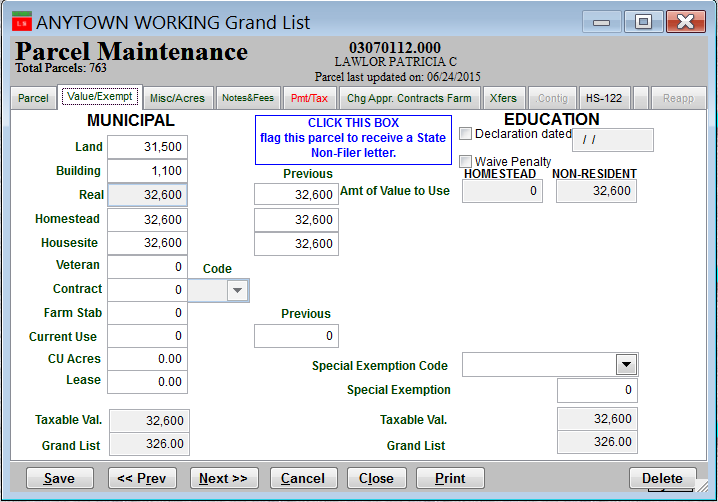 LS ANYTOWN WORKING Grand List
Parcel Maintenance
Total Parcels: 763
03070112.000
LAWLOR PATRICIA C
Parcel last updated on: 06/24/2015
Parcel Value/Exempt Misc/Acres Notes&Fees Pmt/Tax Chg Appr. Contracts Farm Xfers Contig HS-122 Reapp
MUNICIPAL
CLICK THIS BOX
flag this parcel to receive a State
Non-Filer letter.
EDUCATION
Declaration dated / /
Waive Penalty
Land 31,500
Building 1,100
Previous
HOMESTEAD NON-RESIDENT
Real 32,600 32,600 Amt of Value to Use 0 32,600
Homestead 32,600 32,600
Housesite 32,600 32,600
Veteran 0 Code
Contract 0
Farm Stab 0 Previous
Current Use 0 0
CU Acres 0.00 Special Exemption Code
Lease 0.00 Special Exemption 0
Taxable Val. 32,600 Taxable Val. 32,600
Grand List 326.00 Grand List 326.00
Save << Prev Next >> Cancel Close Print Delete